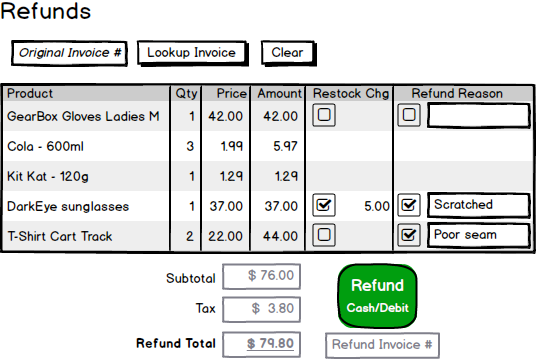 Refunds
Original Invoice # Lookup Invoice Clear
Product Qty Price Amount Restock Chg Refund Reason
GearBox Gloves Ladies M 1 42.00 42.00
Cola - 600ml 3 1.99 5.97
Kit Kat - 120g 1 1.29 1.29
DarkEye sunglasses 1 37.00 37.00 5.00 Scratched
T-Shirt Cart Track 2 22.00 44.00 Poor seam
Subtotal $ 76.00
Tax $ 3.80
Refund Total $ 79.80
Refund
Cash/Debit
Refund Invoice #